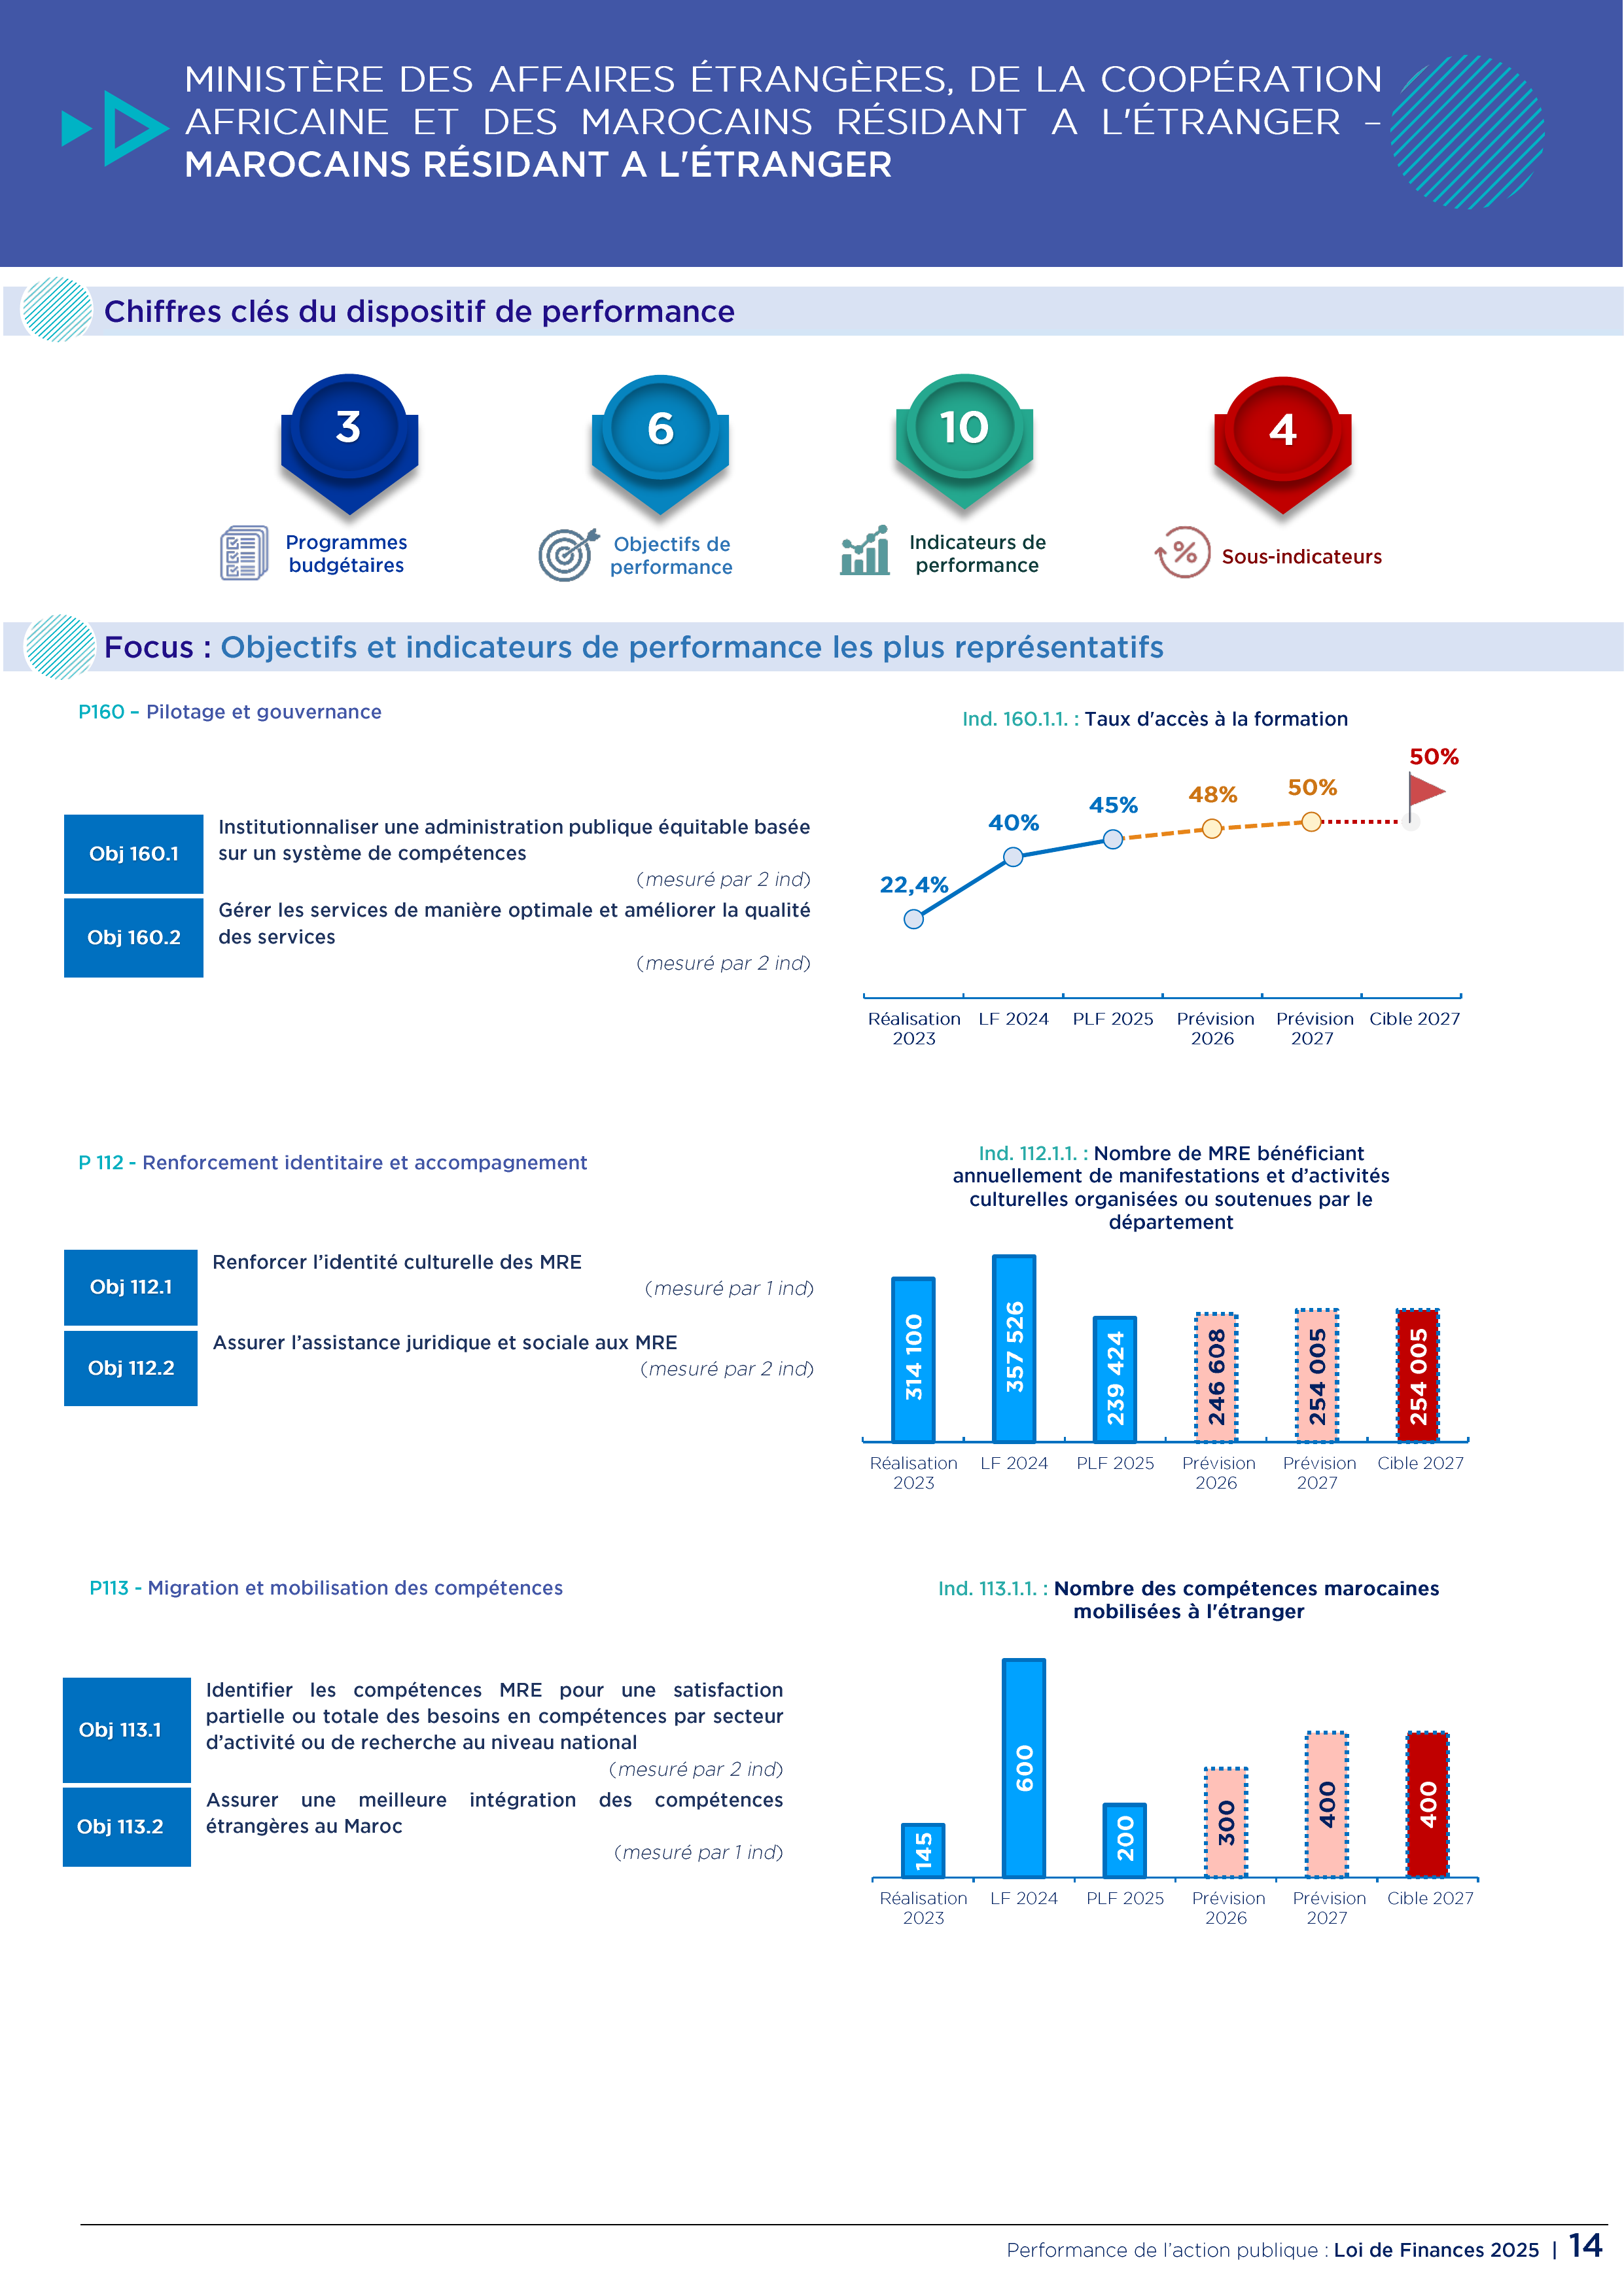 MINISTÈRE DES AFFAIRES ÉTRANGÈRES, DE LA COOPÉRATION
AFRICAINE ET DES MAROCAINS RÉSIDANT A L'ÉTRANGER –
MAROCAINS RÉSIDANT A L'ÉTRANGER
Chiffres clés du dispositif de performance
3
6
10
4
Programmes
budgétaires
Objectifs de
performance
Indicateurs de
performance
%
Sous-indicateurs
Focus : Objectifs et indicateurs de performance les plus représentatifs
P160 – Pilotage et gouvernance
Obj 160.1
Institutionnaliser une administration publique équitable basée
sur un système de compétences
(mesuré par 2 ind)
Obj 160.2
Gérer les services de manière optimale et améliorer la qualité
des services
(mesuré par 2 ind)
Ind. 160.1.1. : Taux d'accès à la formation
22,4%
40%
45%
48%
50%
50%
Réalisation
2023
LF 2024
PLF 2025
Prévision
2026
Prévision
2027
Cible 2027
P 112 - Renforcement identitaire et accompagnement
Obj 112.1
Renforcer l’identité culturelle des MRE
(mesuré par 1 ind)
Obj 112.2
Assurer l’assistance juridique et sociale aux MRE
(mesuré par 2 ind)
Ind. 112.1.1. : Nombre de MRE bénéficiant
annuellement de manifestations et d’activités
culturelles organisées ou soutenues par le
département
314 100
357 526
239 424
246 608
254 005
254 005
Réalisation
2023
LF 2024
PLF 2025
Prévision
2026
Prévision
2027
Cible 2027
P113 - Migration et mobilisation des compétences
Obj 113.1
Identifier les compétences MRE pour une satisfaction
partielle ou totale des besoins en compétences par secteur
d’activité ou de recherche au niveau national
(mesuré par 2 ind)
Obj 113.2
Assurer une meilleure intégration des compétences
étrangères au Maroc
(mesuré par 1 ind)
Ind. 113.1.1. : Nombre des compétences marocaines
mobilisées à l'étranger
145
600
200
300
400
400
Réalisation
2023
LF 2024
PLF 2025
Prévision
2026
Prévision
2027
Cible 2027
Performance de l’action publique : Loi de Finances 2025 | 14